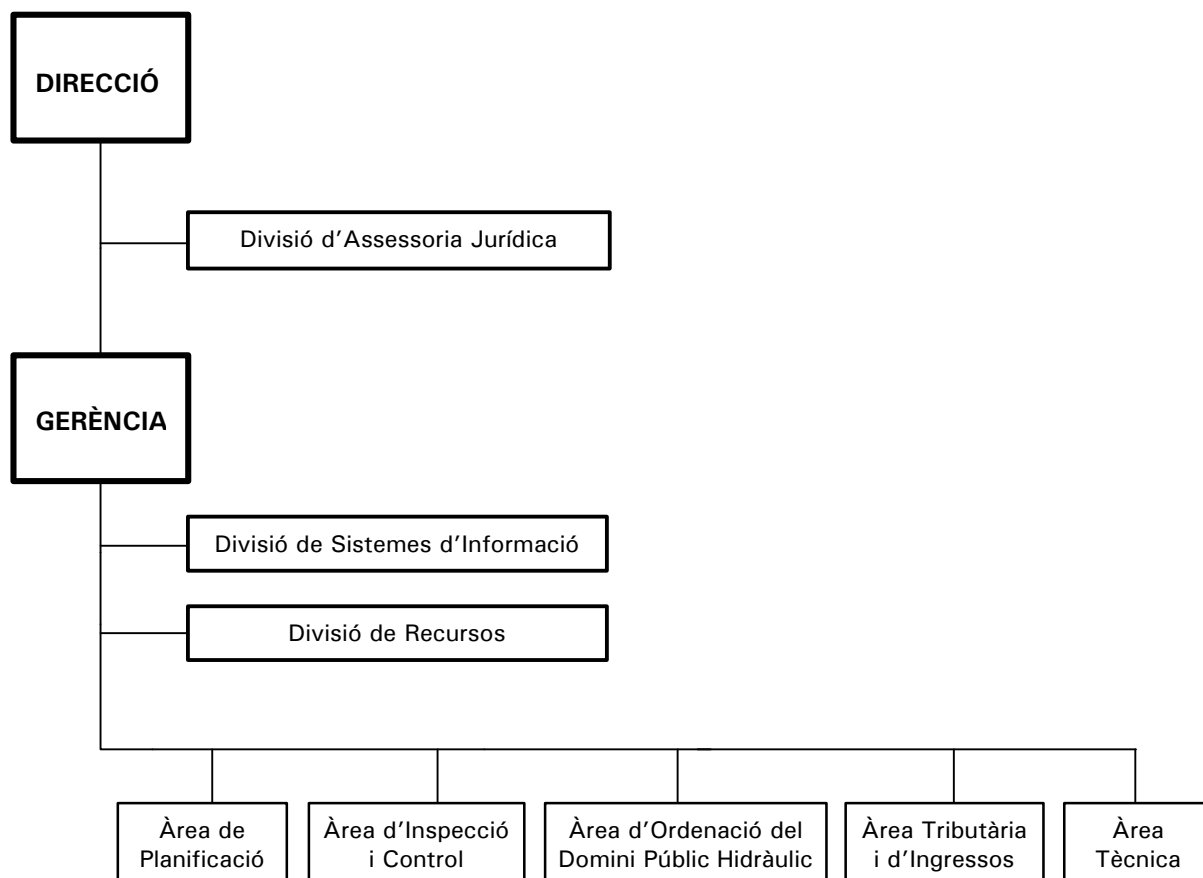 DIRECCIÓ
Divisió d'Assessoria Jurídica
GERÈNCIA
Divisió de Sistemes d'Informació
Divisió de Recursos
Àrea de
Planificació
Àrea d'Inspecció
i Control
Àrea d'Ordenació del
Domini Públic Hidràulic
Àrea Tributària
i d'Ingressos
Àrea
Tècnica